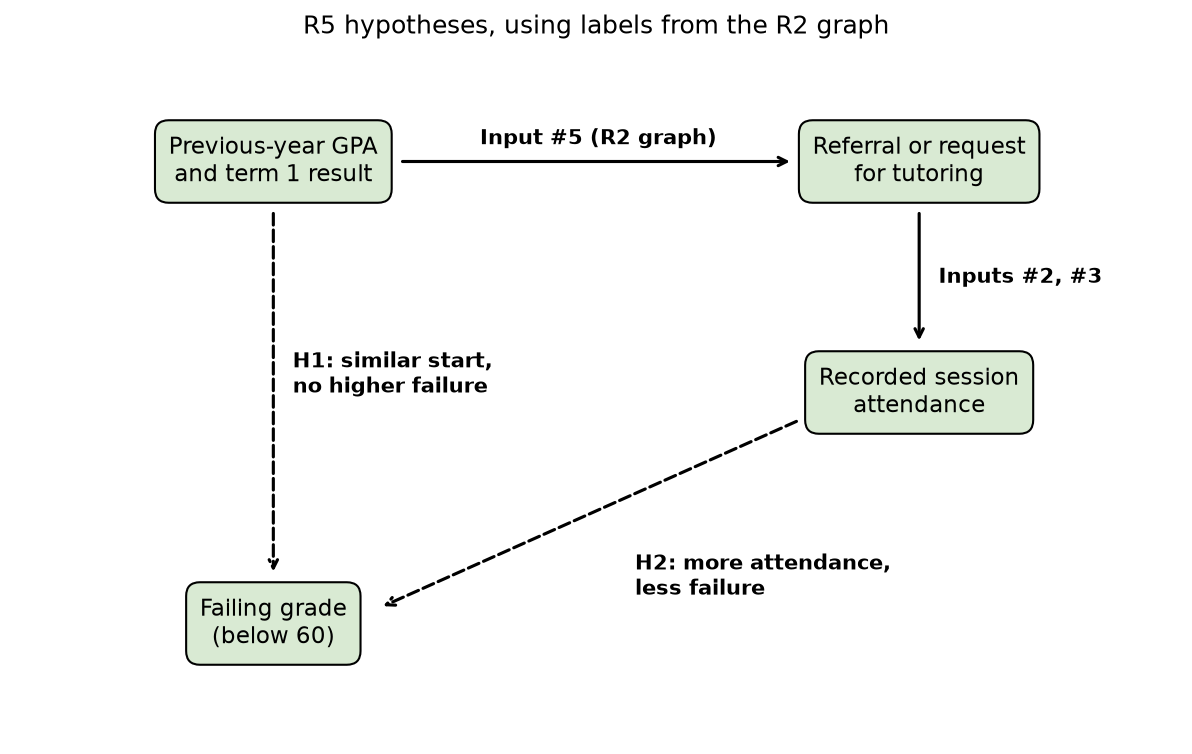 R5 hypotheses, using labels from the R2 graph
Previous-year GPA
and term 1 result
Input #5 (R2 graph)
Referral or request
for tutoring
Inputs #2, #3
H1: similar start,
no higher failure
Recorded session
attendance
H2: more attendance,
less failure
Failing grade
(below 60)